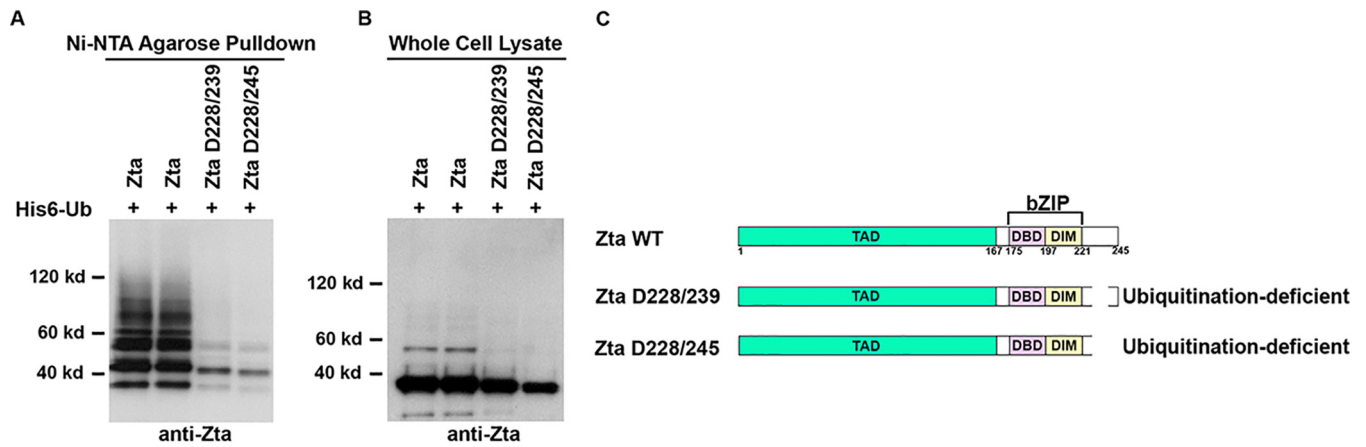 A
Ni-NTA Agarose Pulldown
Zta
Zta
Zta D228/239
Zta D228/245
His6-Ub + + + +
120 kd
60 kd
40 kd
anti-Zta
B
Whole Cell Lysate
Zta
Zta
Zta D228/239
Zta D228/245
+ + + +
120 kd
60 kd
40 kd
anti-Zta
C
bZIP
Zta WT TAD DBD DIM
1 167 175 197 221 245
Zta D228/239 TAD DBD DIM Ubiquitination-deficient
Zta D228/245 TAD DBD DIM Ubiquitination-deficient